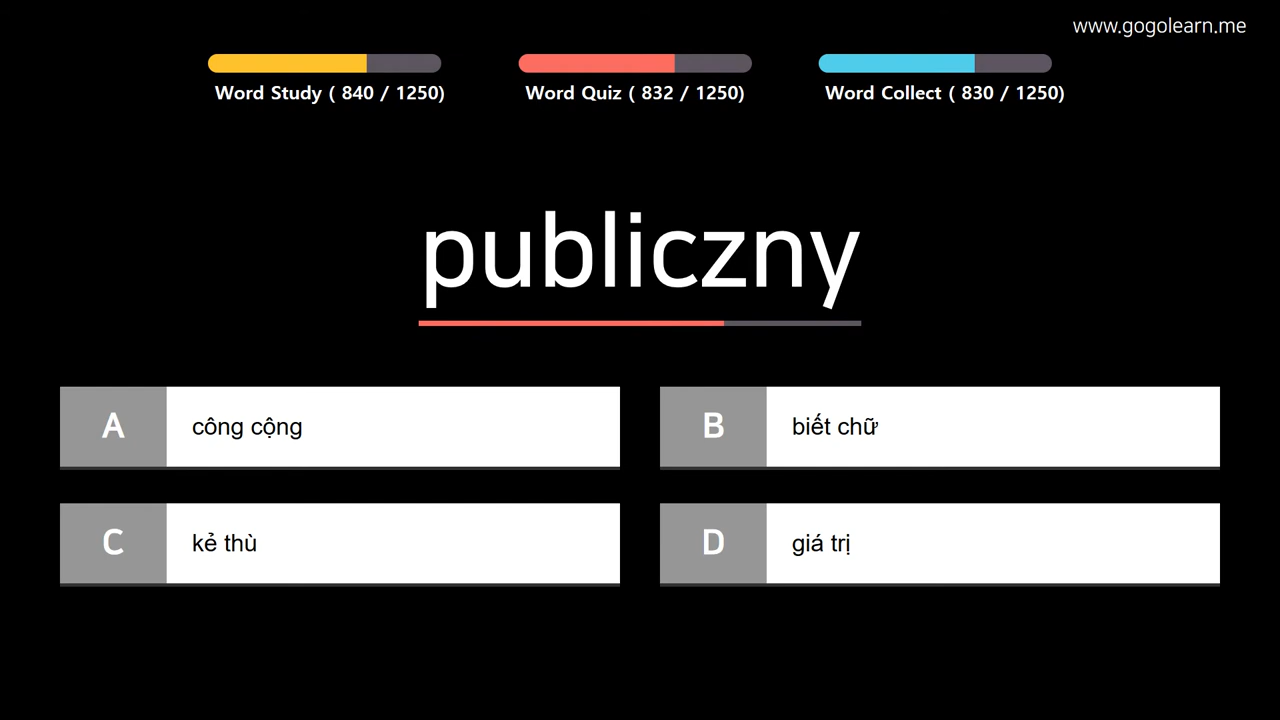 www.gogolearn.me
Word Study ( 840 / 1250)
Word Quiz ( 832 / 1250)
Word Collect ( 830 / 1250)
publiczny
A
công cộng
B
biết chữ
C
kẻ thù
D
giá trị